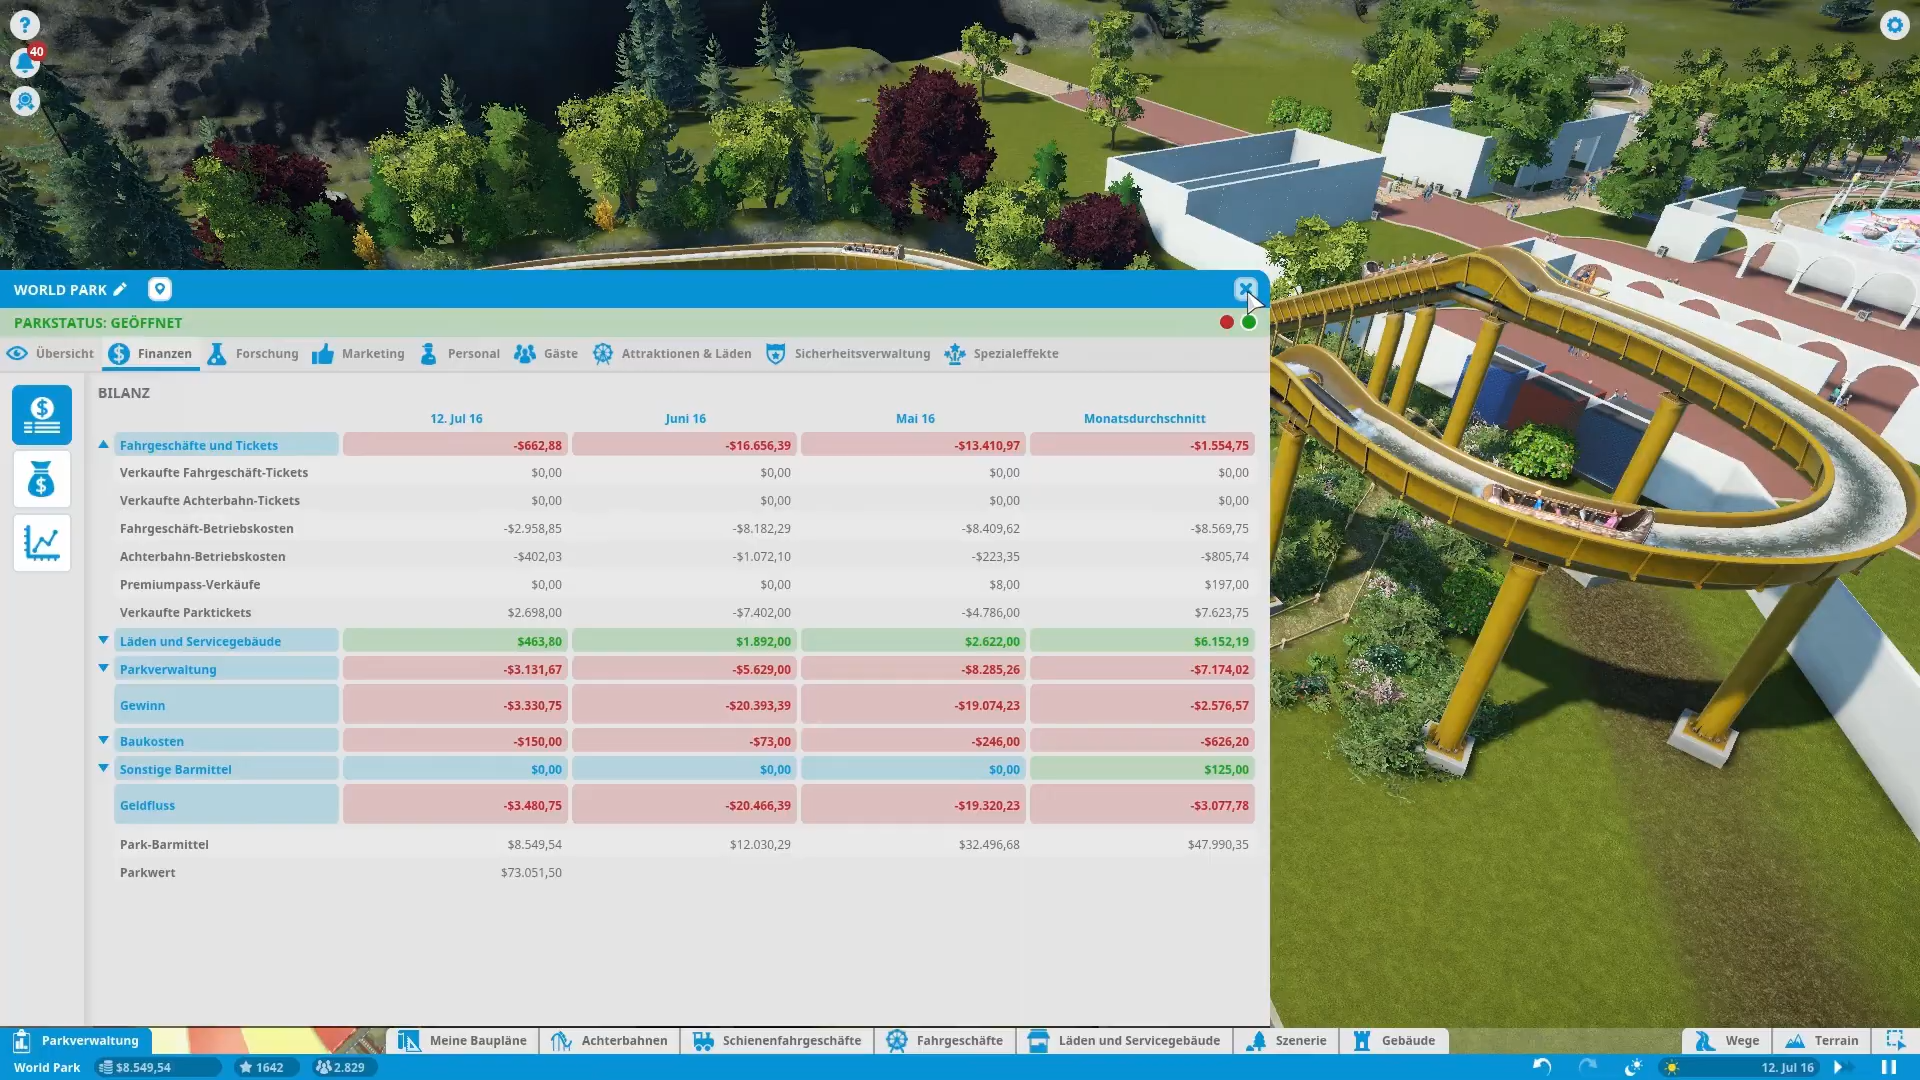 ?
40
WORLD PARK
PARKSTATUS: GEÖFFNET
Übersicht Finanzen Forschung Marketing Personal Gäste Attraktionen & Läden Sicherheitsverwaltung Spezialeffekte
BILANZ
12. Jul 16 Juni 16 Mai 16 Monatsdurchschnitt
Fahrgeschäfte und Tickets -$662,88 -$16.656,39 -$13.410,97 -$1.554,75
Verkaufte Fahrgeschäft-Tickets $0,00 $0,00 $0,00 $0,00
Verkaufte Achterbahn-Tickets $0,00 $0,00 $0,00 $0,00
Fahrgeschäft-Betriebskosten -$2.958,85 -$8.182,29 -$8.409,62 -$8.569,75
Achterbahn-Betriebskosten -$402,03 -$1.072,10 -$223,35 -$805,74
Premiumpass-Verkäufe $0,00 $0,00 $8,00 $197,00
Verkaufte Parktickets $2.698,00 -$7.402,00 -$4.786,00 $7.623,75
Läden und Servicegebäude $463,80 $1.892,00 $2.622,00 $6.152,19
Parkverwaltung -$3.131,67 -$5.629,00 -$8.285,26 -$7.174,02
Gewinn -$3.330,75 -$20.393,39 -$19.074,23 -$2.576,57
Baukosten -$150,00 -$73,00 -$246,00 -$626,20
Sonstige Barmittel $0,00 $0,00 $0,00 $125,00
Geldfluss -$3.480,75 -$20.466,39 -$19.320,23 -$3.077,78
Park-Barmittel $8.549,54 $12.030,29 $32.496,68 $47.990,35
Parkwert $73.051,50
Parkverwaltung Meine Baupläne Achterbahnen Schienenfahrgeschäfte Fahrgeschäfte Läden und Servicegebäude Szenerie Gebäude Wege Terrain
World Park $8.549,54 1642 2.829 12. Jul 16